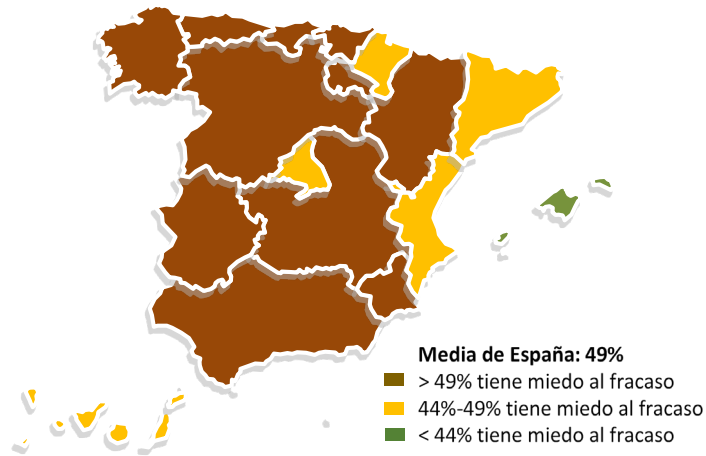 Media de España: 49%
> 49% tiene miedo al fracaso
44%-49% tiene miedo al fracaso
< 44% tiene miedo al fracaso